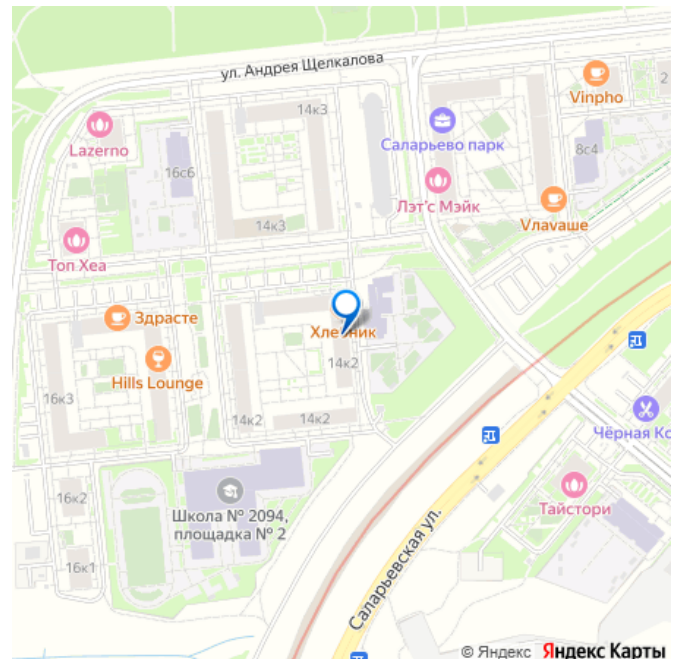 ул. Андрея Щелкалова
Vinpho
2
14к3
Lazerno
Саларьево парк
16с6
8с4
Лэт'с Мэйк
14к3
Vлаvаше
Топ Хеа
Здрасте
Hills Lounge
14к2
16к3
14к2
14к2
Чёрная Ко
16к2
Школа № 2094,
площадка № 2
Тайстори
16к1
Саларьевская ул.
© Яндекс Яндекс Карты